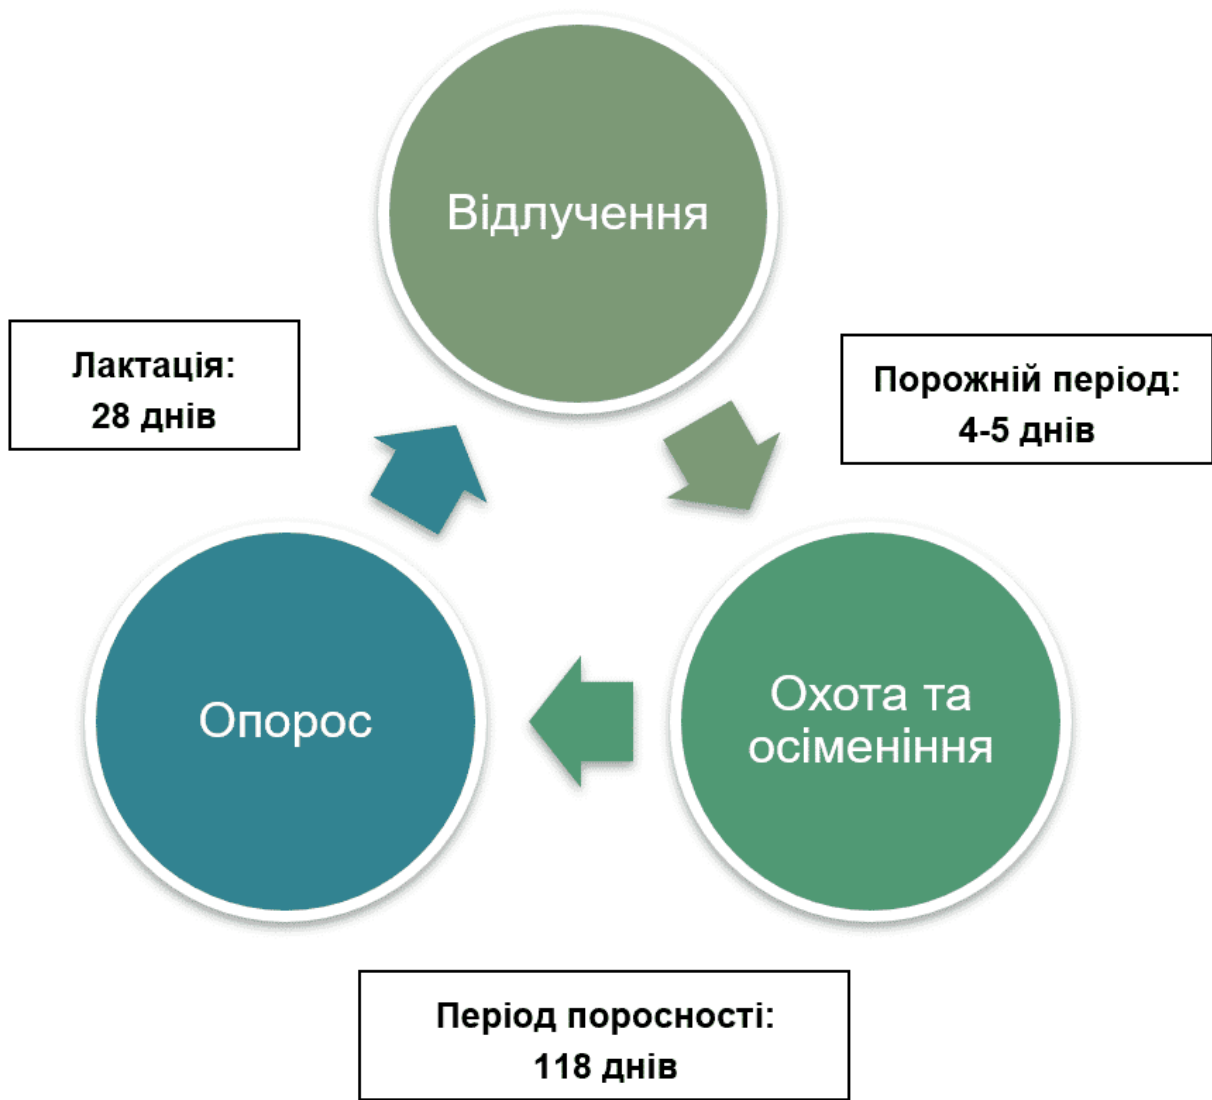 Відлучення
Лактація:
28 днів
Порожній період:
4-5 днів
Опорос
Охота та
осіменіння
Період поросності:
118 днів